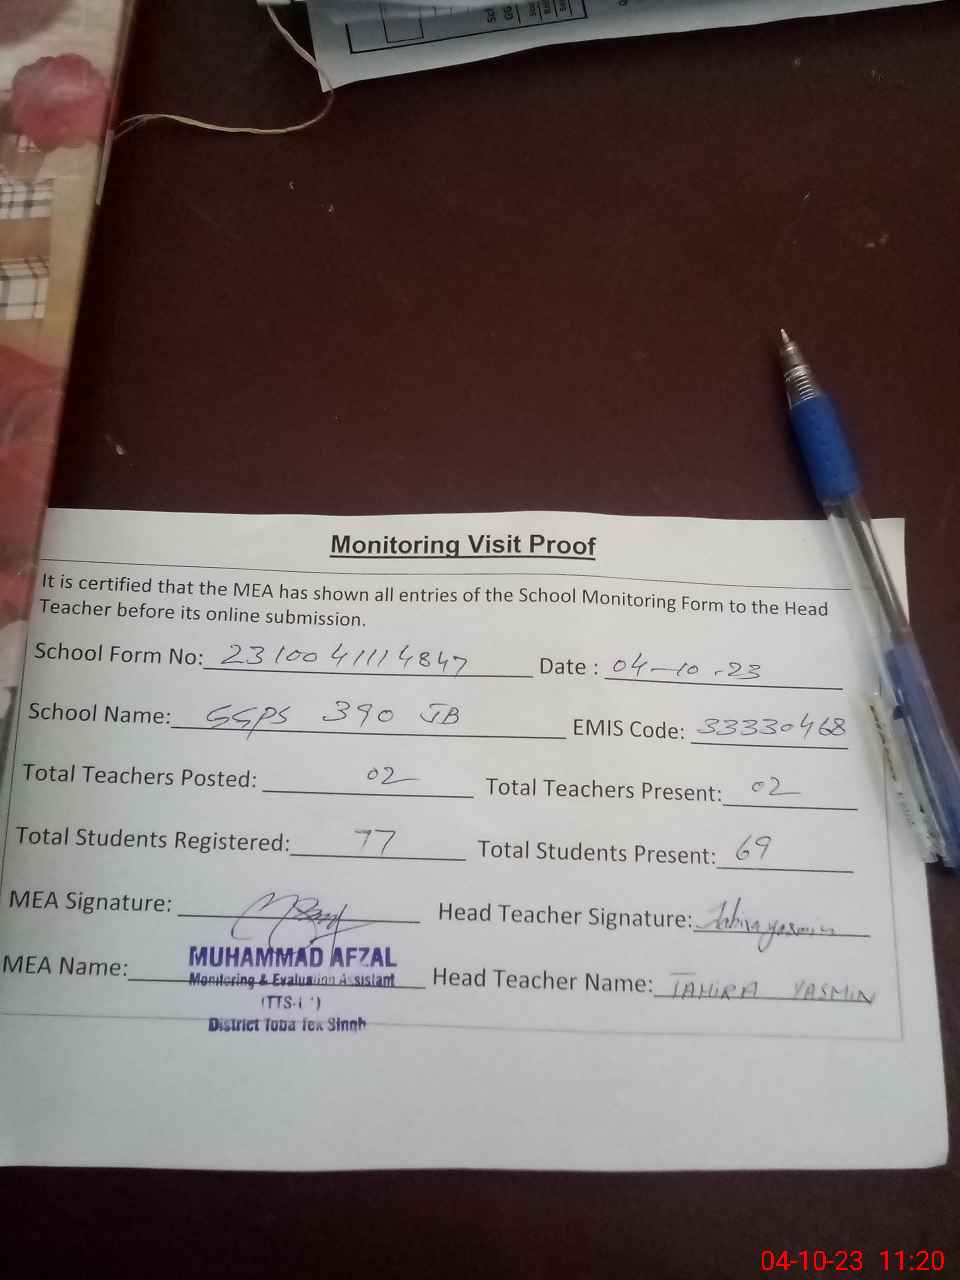 Monitoring Visit Proof
It is certified that the MEA has shown all entries of the School Monitoring Form to the Head
Teacher before its online submission.
School Form No: 2310041114847 Date : 04-10-23
School Name: GGPS 390 JB EMIS Code: 33330468
Total Teachers Posted: 02 Total Teachers Present: 02
Total Students Registered: 77 Total Students Present: 69
MEA Signature: Head Teacher Signature: Tahira yasmin
MEA Name: MUHAMMAD AFZAL Head Teacher Name: TAHIRA YASMIN
Monitoring & Evaluation Assistant
District Toba Tek Singh
04-10-23 11:20